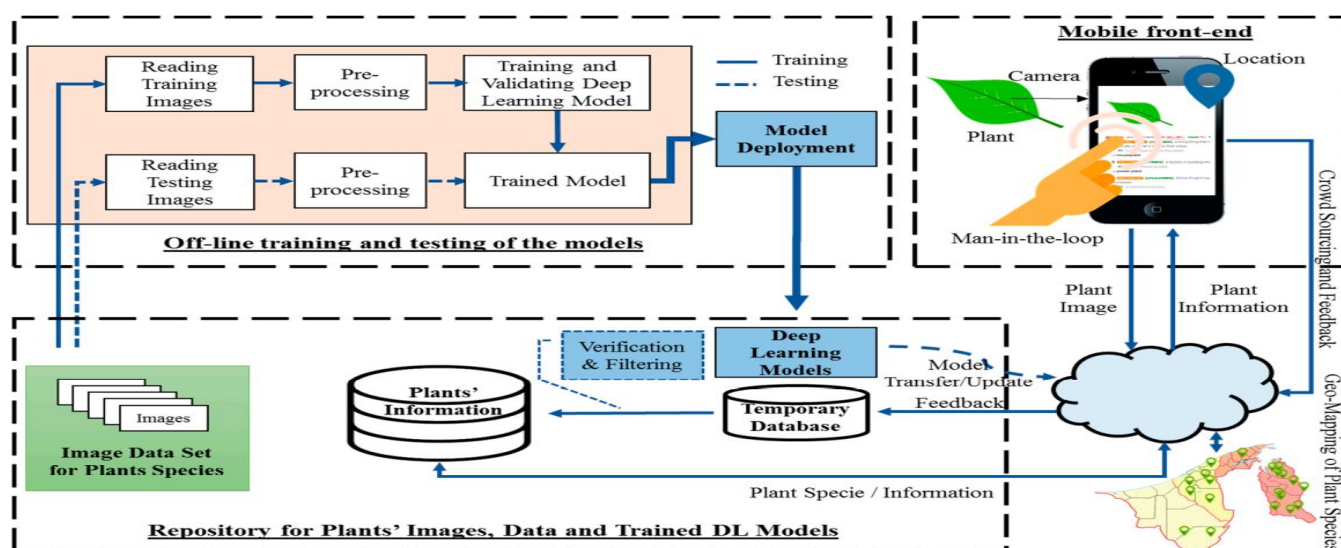 Reading
Training
Images
Pre-
processing
Training and
Validating Deep
Learning Model
Training
Testing
Reading
Testing
Images
Pre-
processing
Trained Model
Model
Deployment
Off-line training and testing of the models
Mobile front-end
Camera
Location
Plant
Man-in-the-loop
Crowd Sourcingand Feedback
Plant
Image
Plant
Information
Verification
& Filtering
Deep
Learning
Models
Model
Transfer/Update
Feedback
Plants'
Information
Temporary
Database
Images
Image Data Set
for Plants Species
Plant Specie / Information
Geo-Mapping of Plant Species
Repository for Plants' Images, Data and Trained DL Models